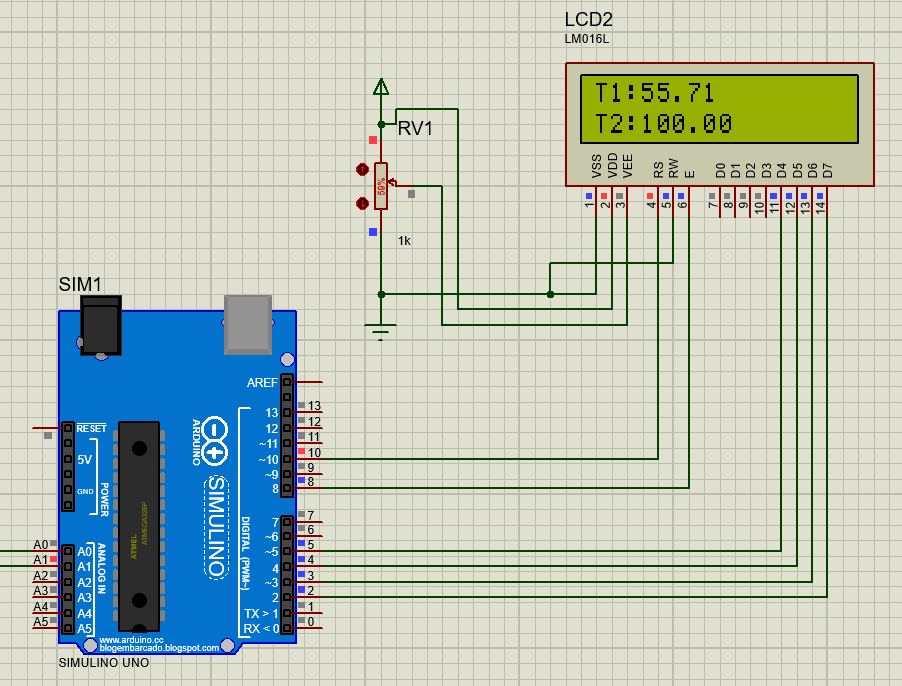 LCD2
LM016L
T1:55.71
T2:100.00
VSS
VDD
VEE
RS
RW
E
D0
D1
D2
D3
D4
D5
D6
D7
1
2
3
4
5
6
7
8
9
10
11
12
13
14
RV1
59%
1k
SIM1
AREF
13
12
~11
~10
~9
8
13
12
11
10
9
8
RESET
5V
GND
POWER
ARDUINO
SIMULINO
ATMEL
ATMEGA328P
DIGITAL (PWM~)
7
~6
~5
4
~3
2
TX > 1
RX < 0
7
6
5
4
3
2
1
0
A0
A1
A2
A3
A4
A5
A0
A1
A2
A3
A4
A5
ANALOG IN
www.arduino.cc
blogembarcado.blogspot.com
SIMULINO UNO